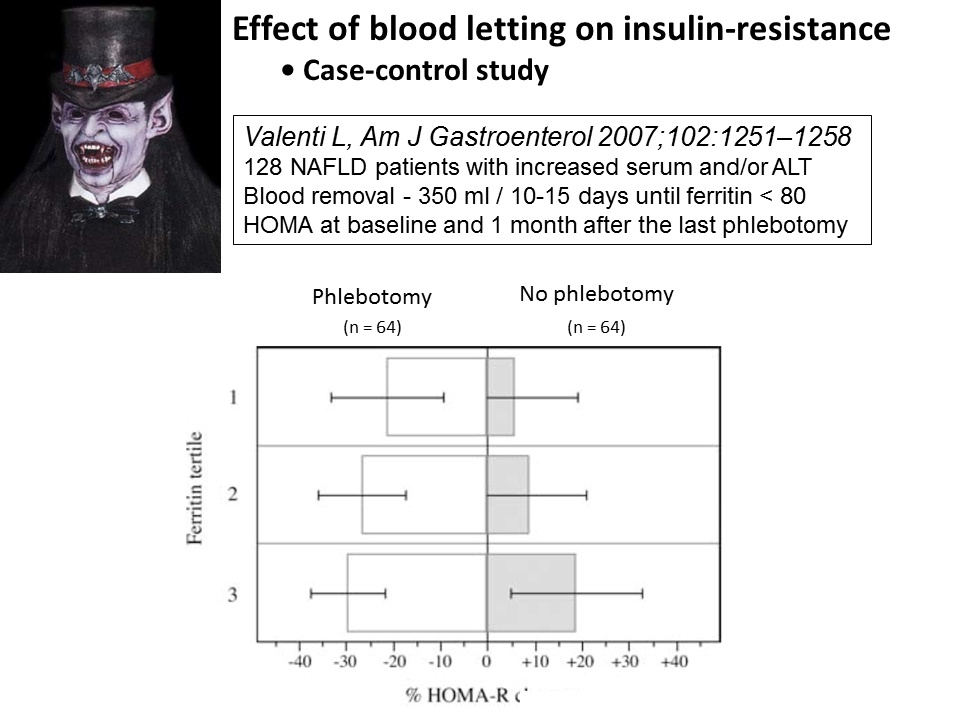 Effect of blood letting on insulin-resistance
• Case-control study
Valenti L, Am J Gastroenterol 2007;102:1251–1258
128 NAFLD patients with increased serum and/or ALT
Blood removal - 350 ml / 10-15 days until ferritin < 80
HOMA at baseline and 1 month after the last phlebotomy
Phlebotomy
No phlebotomy
(n = 64)
(n = 64)
Ferritin tertile
1
2
3
-40 -30 -20 -10 0 +10 +20 +30 +40
% HOMA-R